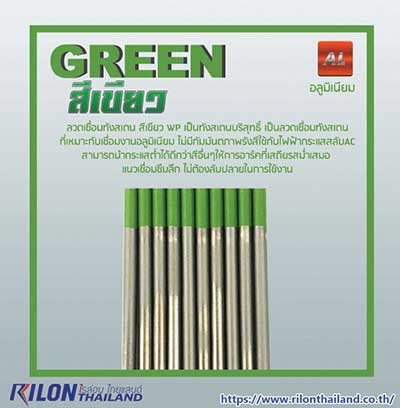 GREEN
สีเขียว
AL
อลูมิเนียม
ลวดเชื่อมทังสเตน สีเขียว WP เป็นทังสเตนบริสุทธิ์ เป็นลวดเชื่อมทังสเตน
ที่เหมาะกับเชื่อมงานอลูมิเนียม ไม่มีกัมมันตภาพรังสีใช้กับไฟฟ้ากระแสสลับAC
สามารถนำกระแสต่ำได้ดีกว่าสีอื่นๆให้การอาร์คที่เสถียรสม่ำเสมอ
แนวเชื่อมซึมลึก ไม่ต้องลับปลายในการใช้งาน
RILON ไรล่อน ไทยแลนด์
THAILAND
https://www.rilonthailand.co.th/